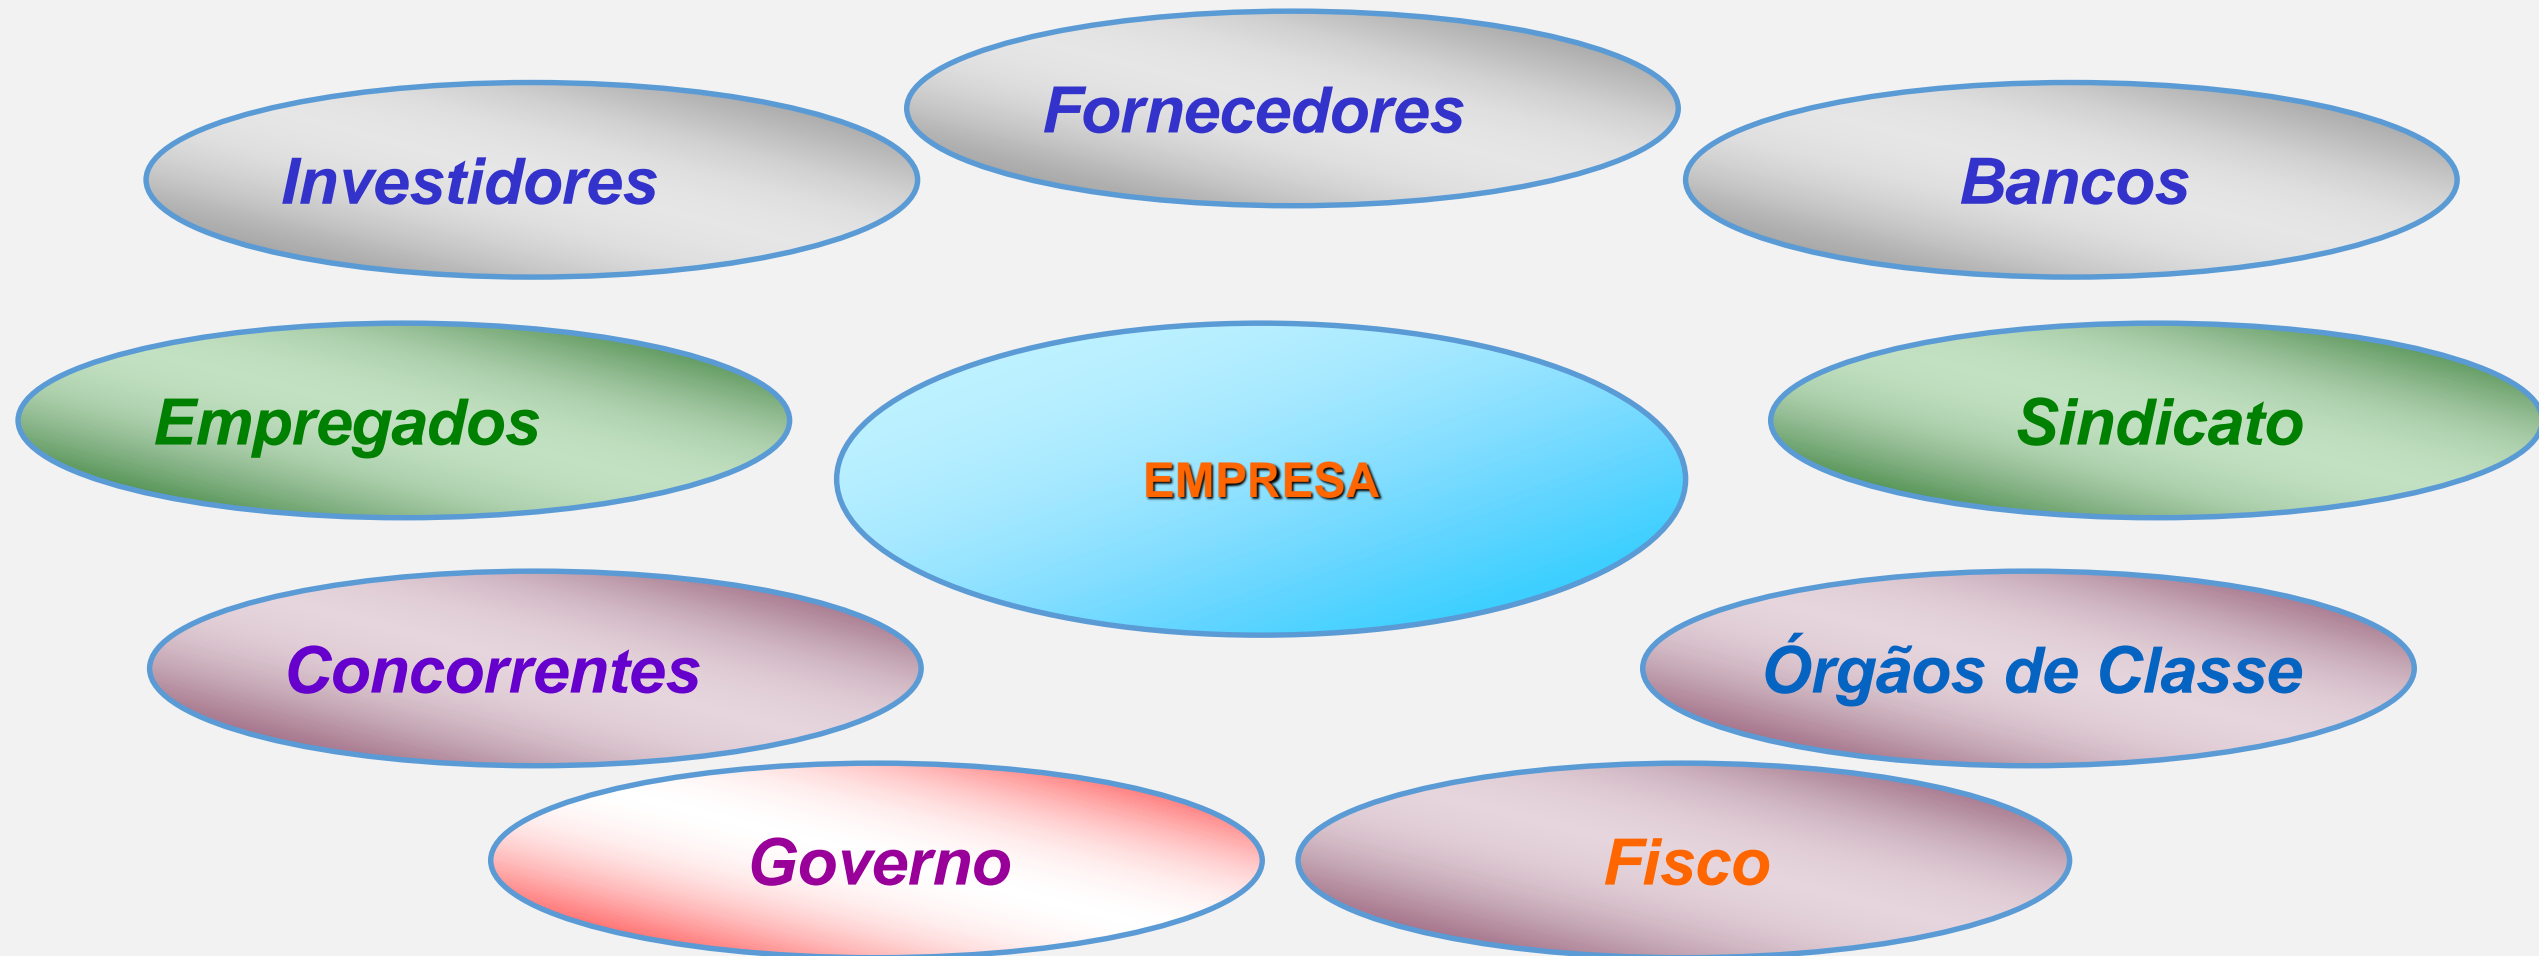 Fornecedores
Investidores
Bancos
Empregados
Sindicato
EMPRESA
Concorrentes
Órgãos de Classe
Governo
Fisco